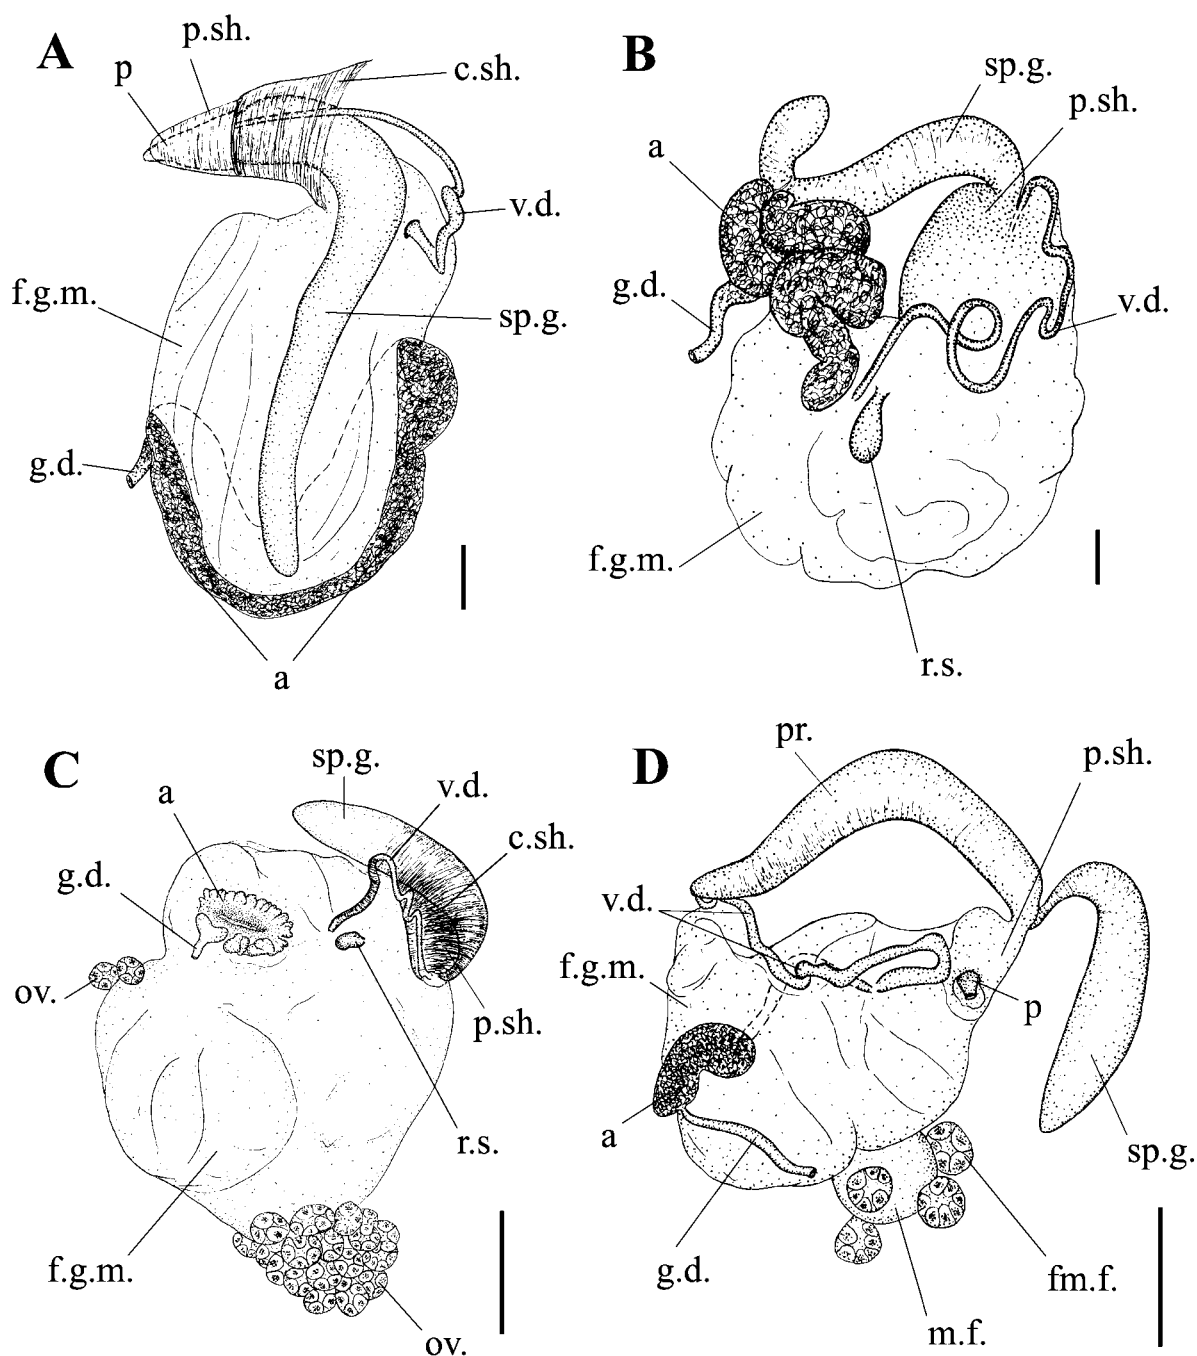 A
p.sh.
p
c.sh.
v.d.
f.g.m.
sp.g.
g.d.
a
B
sp.g.
p.sh.
a
g.d.
v.d.
f.g.m.
r.s.
C
sp.g.
a
v.d.
g.d.
c.sh.
ov.
p.sh.
r.s.
f.g.m.
ov.
D
pr.
p.sh.
v.d.
f.g.m.
p
a
sp.g.
g.d.
fm.f.
m.f.